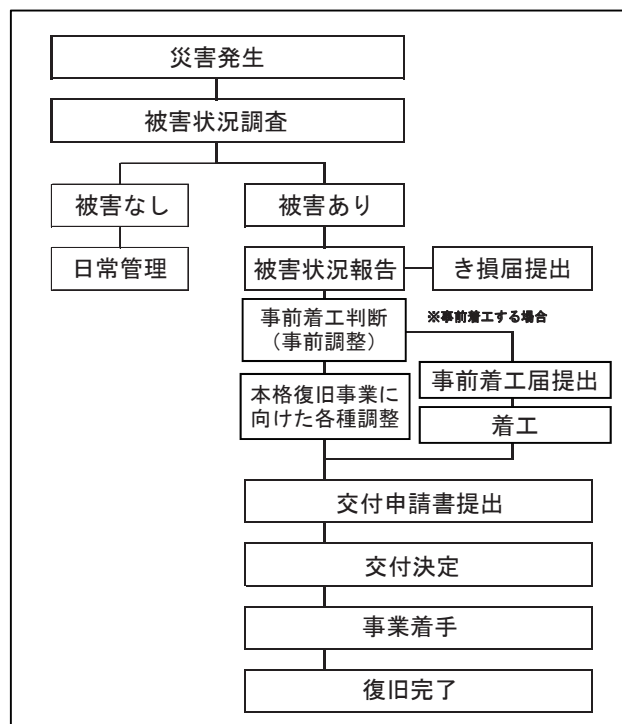 災害発生
被害状況調査
被害なし
被害あり
日常管理
被害状況報告
き損届提出
事前着工判断
(事前調整)
※事前着工する場合
事前着工届提出
本格復旧事業に
向けた各種調整
着工
交付申請書提出
交付決定
事業着手
復旧完了